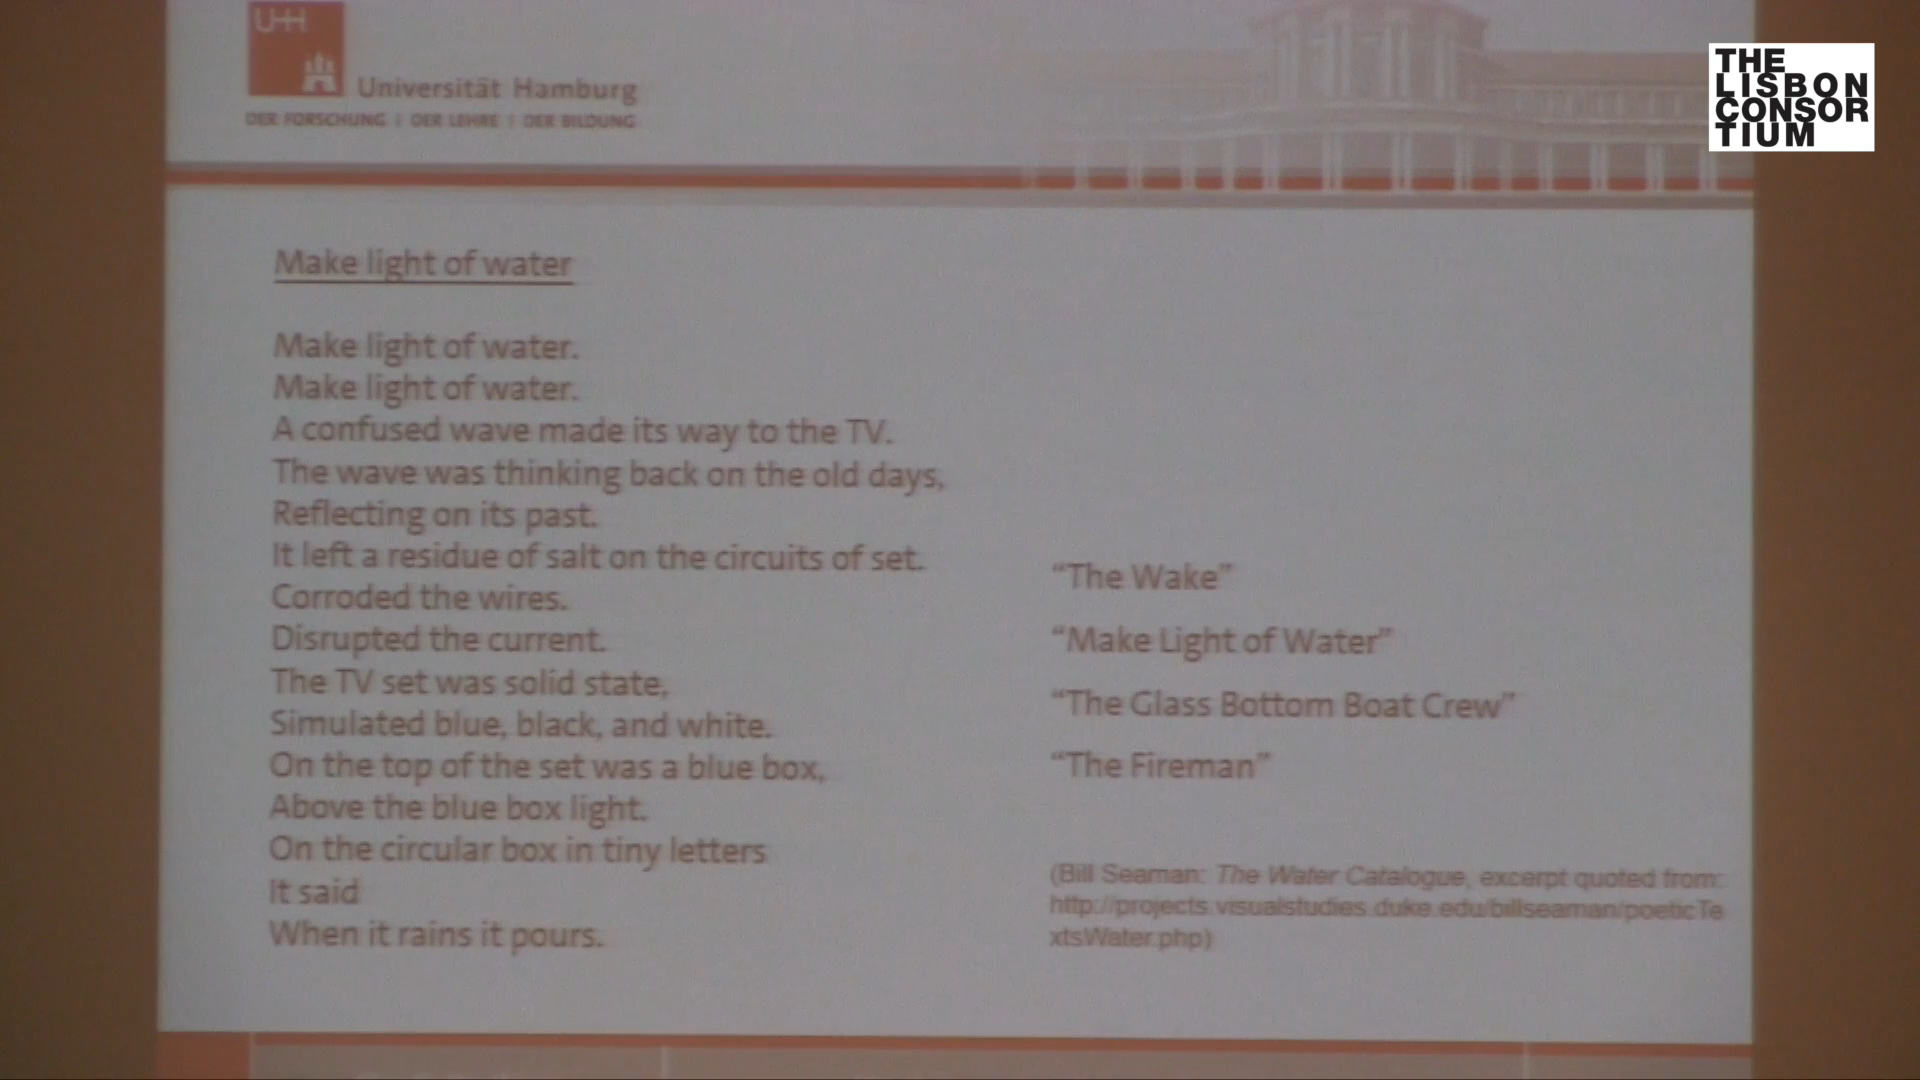 UHH
Universität Hamburg
DER FORSCHUNG | DER LEHRE | DER BILDUNG
THE
LISBON
CONSOR
TIUM
Make light of water
Make light of water.
Make light of water.
A confused wave made its way to the TV.
The wave was thinking back on the old days,
Reflecting on its past.
It left a residue of salt on the circuits of set.
Corroded the wires.
Disrupted the current.
The TV set was solid state,
Simulated blue, black, and white.
On the top of the set was a blue box,
Above the blue box light.
On the circular box in tiny letters
It said
When it rains it pours.
“The Wake”
“Make Light of Water”
“The Glass Bottom Boat Crew”
“The Fireman”
(Bill Seaman: The Water Catalogue, excerpt quoted from:
http://projects.visualstudies.duke.edu/billseaman/poeticTe
xtsWater.php)